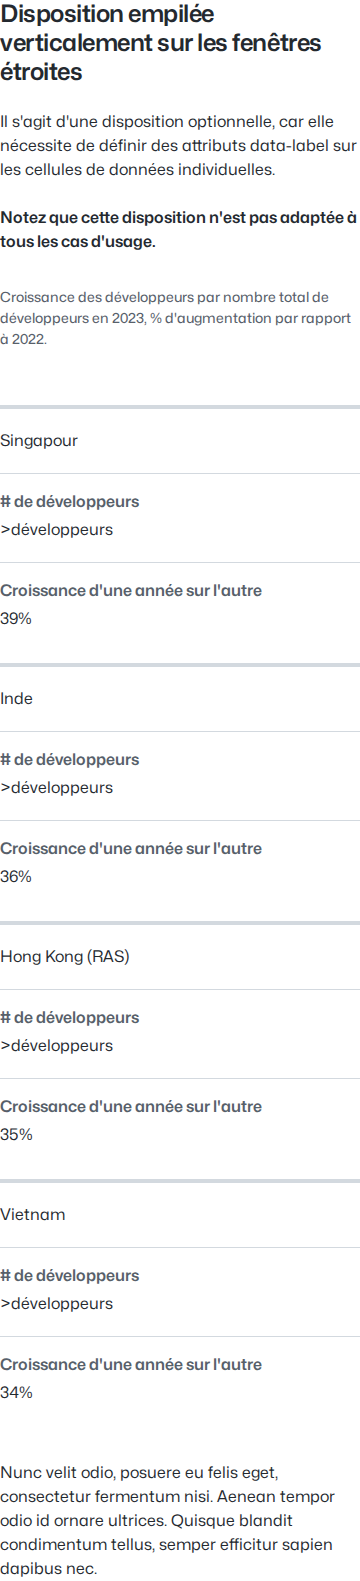 Disposition empilée
verticalement sur les fenêtres
étroites
Il s'agit d'une disposition optionnelle, car elle
nécessite de définir des attributs data-label sur
les cellules de données individuelles.
Notez que cette disposition n'est pas adaptée à
tous les cas d'usage.
Croissance des développeurs par nombre total de
développeurs en 2023, % d'augmentation par rapport
à 2022.
Singapour
# de développeurs
>développeurs
Croissance d'une année sur l'autre
39%
Inde
# de développeurs
>développeurs
Croissance d'une année sur l'autre
36%
Hong Kong (RAS)
# de développeurs
>développeurs
Croissance d'une année sur l'autre
35%
Vietnam
# de développeurs
>développeurs
Croissance d'une année sur l'autre
34%
Nunc velit odio, posuere eu felis eget,
consectetur fermentum nisi. Aenean tempor
odio id ornare ultrices. Quisque blandit
condimentum tellus, semper efficitur sapien
dapibus nec.